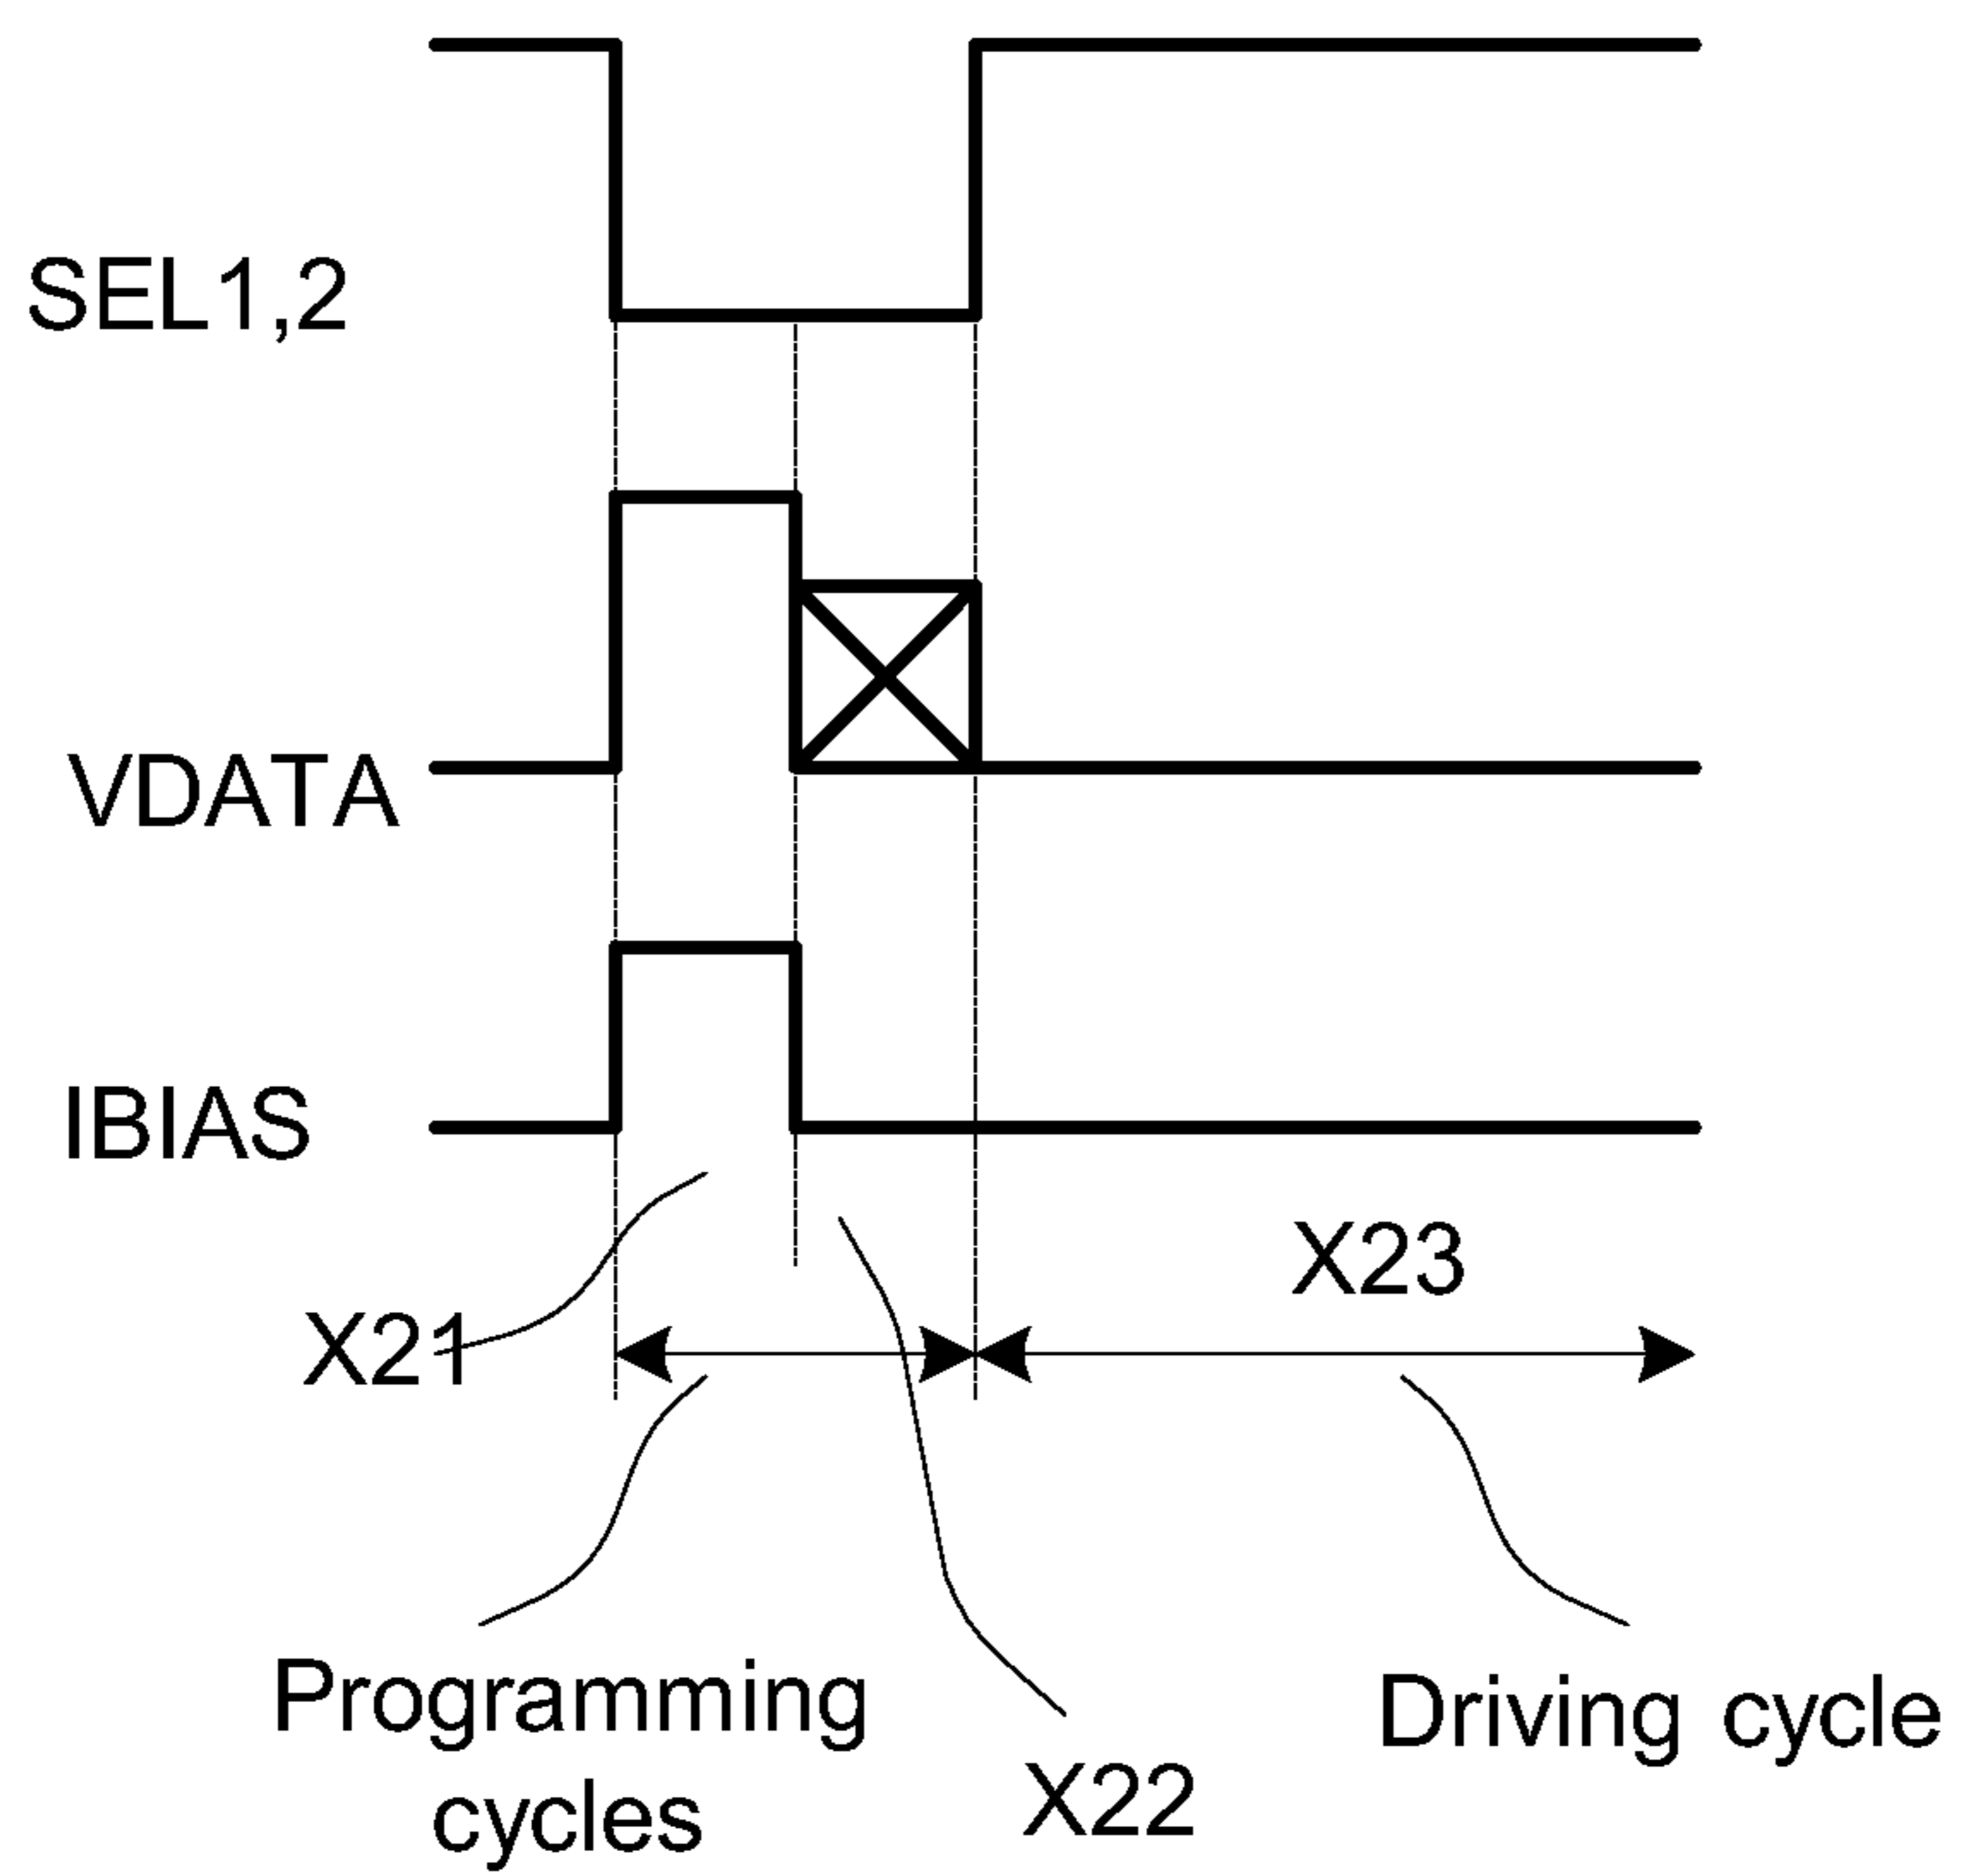 SEL1,2
VDATA
IBIAS
X23
X21
Programming
cycles
Driving cycle
X22